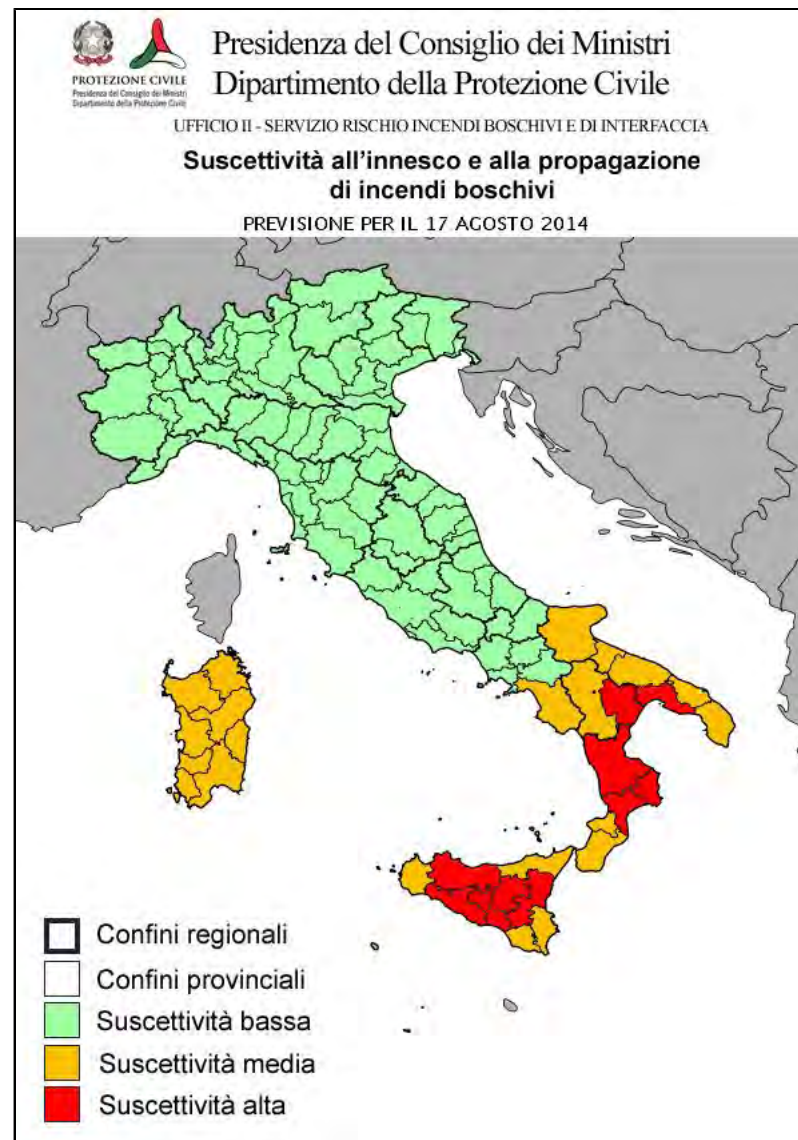 PROTEZIONE CIVILE
Presidenza del Consiglio dei Ministri
Dipartimento della Protezione Civile
Presidenza del Consiglio dei Ministri
Dipartimento della Protezione Civile
UFFICIO II - SERVIZIO RISCHIO INCENDI BOSCHIVI E DI INTERFACCIA
Suscettività all'innesco e alla propagazione
di incendi boschivi
PREVISIONE PER IL 17 AGOSTO 2014
Confini regionali
Confini provinciali
Suscettività bassa
Suscettività media
Suscettività alta